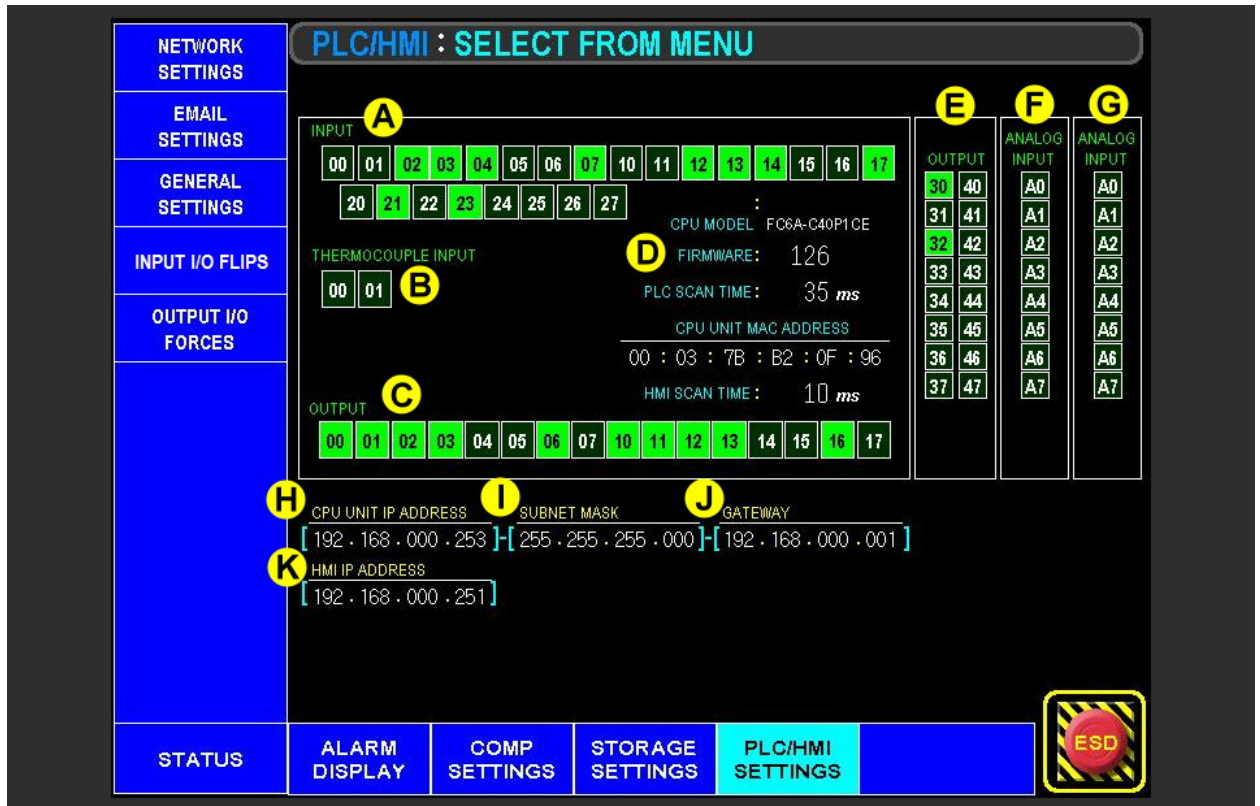 NETWORK
SETTINGS
EMAIL
SETTINGS
GENERAL
SETTINGS
INPUT I/O FLIPS
OUTPUT I/O
FORCES
PLC/HMI : SELECT FROM MENU
A
INPUT
00 01 02 03 04 05 06 07 10 11 12 13 14 15 16 17
20 21 22 23 24 25 26 27
:
CPU MODEL FC6A-C40P1CE
D
FIRMWARE: 126
PLC SCAN TIME: 35 ms
CPU UNIT MAC ADDRESS
00 : 03 : 7B : B2 : 0F : 96
HMI SCAN TIME: 10 ms
THERMOCOUPLE INPUT
00 01
B
C
OUTPUT
00 01 02 03 04 05 06 07 10 11 12 13 14 15 16 17
E
OUTPUT
30 40
31 41
32 42
33 43
34 44
35 45
36 46
37 47
F
ANALOG
INPUT
A0
A1
A2
A3
A4
A5
A6
A7
G
ANALOG
INPUT
A0
A1
A2
A3
A4
A5
A6
A7
H
CPU UNIT IP ADDRESS
[192.168.000.253]-
I
SUBNET MASK
[255.255.255.000]-
J
GATEWAY
[192.168.000.001]
K
HMI IP ADDRESS
[192.168.000.251]
STATUS
ALARM
DISPLAY
COMP
SETTINGS
STORAGE
SETTINGS
PLC/HMI
SETTINGS
ESD